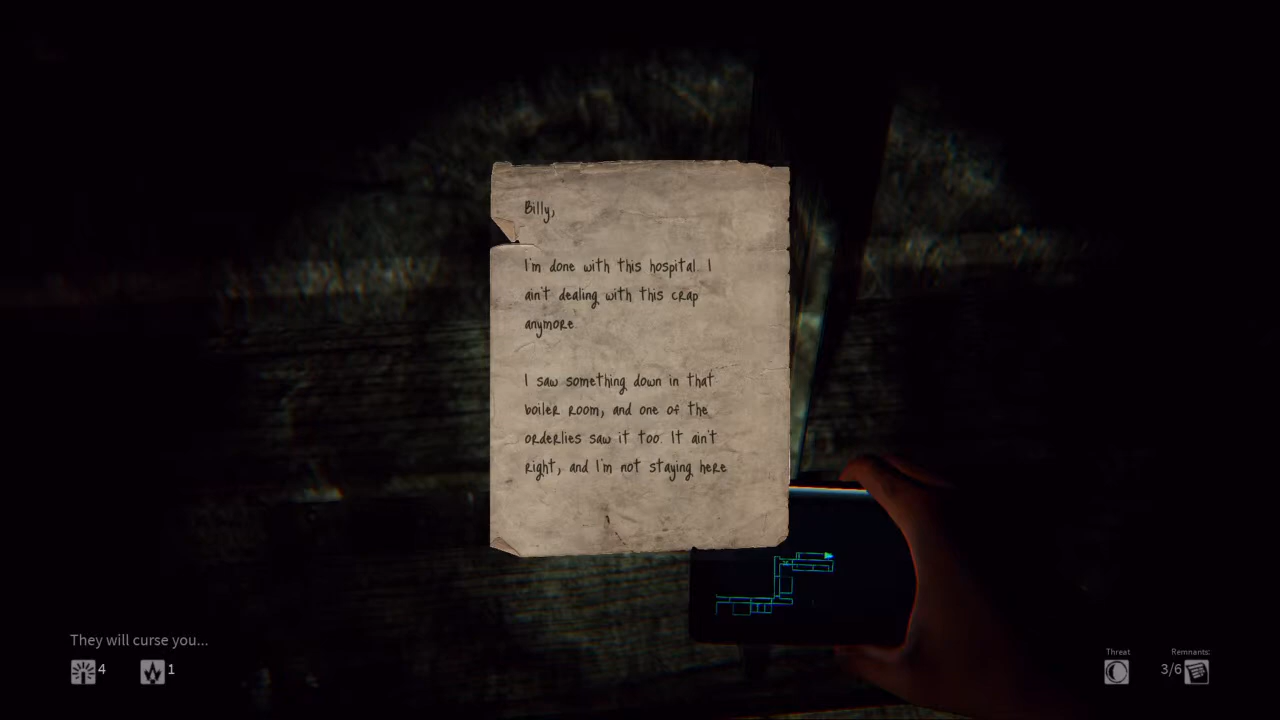 Billy,
I'm done with this hospital. I
ain't dealing with this crap
anymore.
I saw something down in that
boiler room, and one of the
orderlies saw it too. It ain't
right, and I'm not staying here
They will curse you...
4
1
Threat
Remnants:
3/6